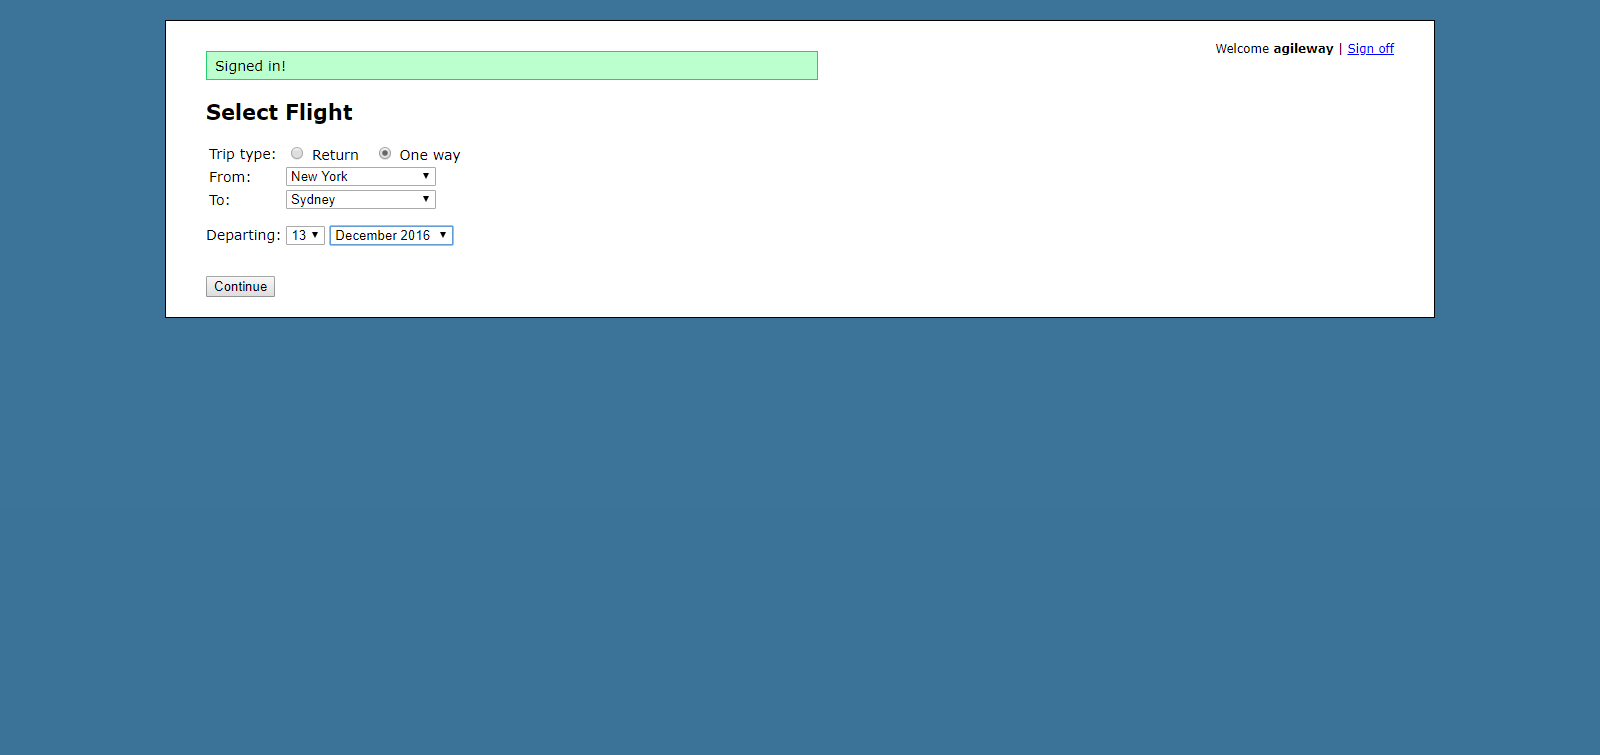 Welcome agileway | Sign off
Signed in!
Select Flight
Trip type: Return One way
From: New York
To: Sydney
Departing: 13 December 2016
Continue